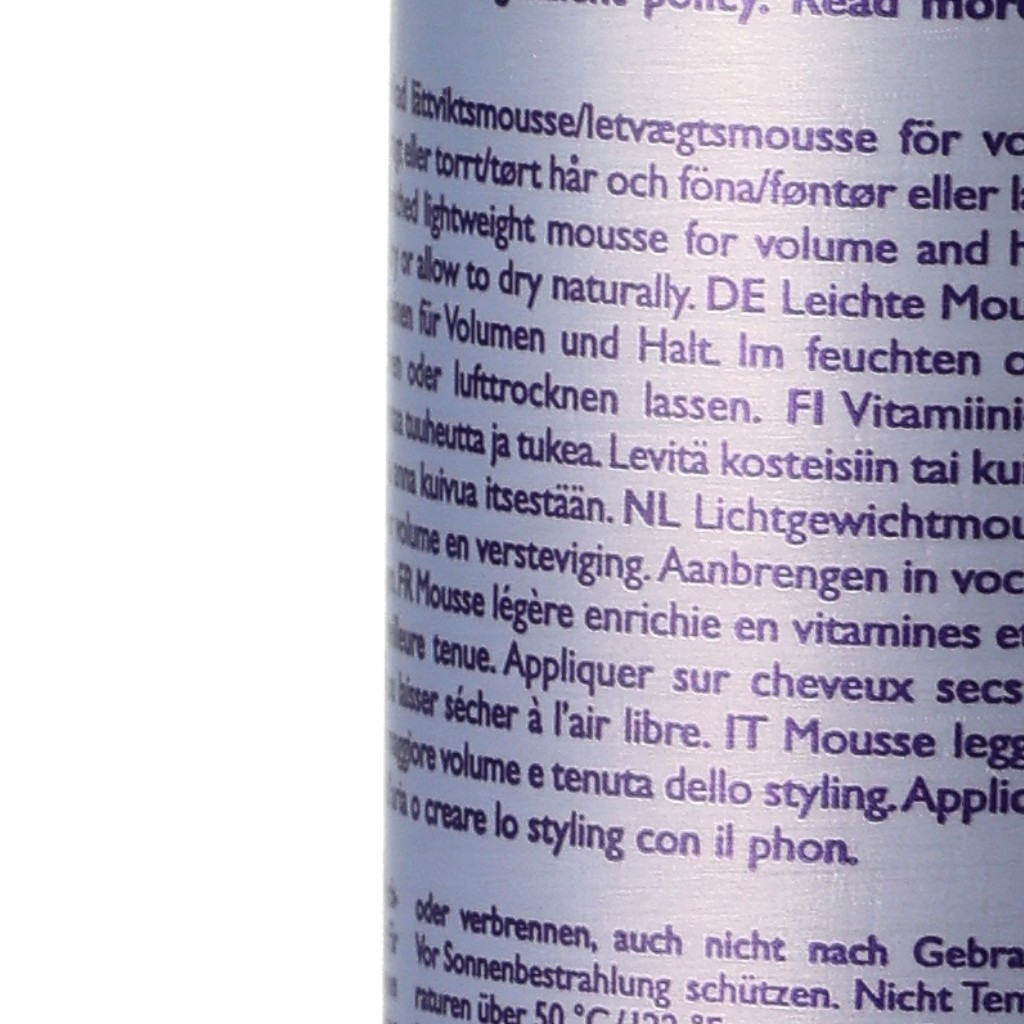 policy. Read more
lättviktsmousse/letvægtsmousse för vo
eller torrt/tørt hår och föna/føntør eller
lightweight mousse for volume and h
or allow to dry naturally. DE Leichte Mou
für Volumen und Halt. Im feuchten o
oder lufttrocknen lassen. FI Vitamiini
tuuheutta ja tukea. Levitä kosteisiin tai kui
kuivua itsestään. NL Lichtgewichtmou
volume en versteviging. Aanbrengen in voc
FR Mousse légère enrichie en vitamines et
tenue. Appliquer sur cheveux secs
laisser sécher à l'air libre. IT Mousse legg
volume e tenuta dello styling. Applic
o creare lo styling con il phon.
oder verbrennen, auch nicht nach Gebra
Vor Sonnenbestrahlung schützen. Nicht Tem
raturen über 50 °C/122 °F